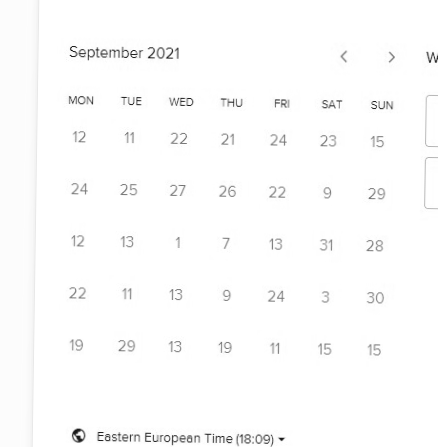 September 2021
W
MON TUE WED THU FRI SAT SUN
12 11 22 21 24 23 15
24 25 27 26 22 9 29
12 13 1 7 13 31 28
22 11 13 9 24 3 30
19 29 13 19 11 15 15
Eastern European Time (18:09)